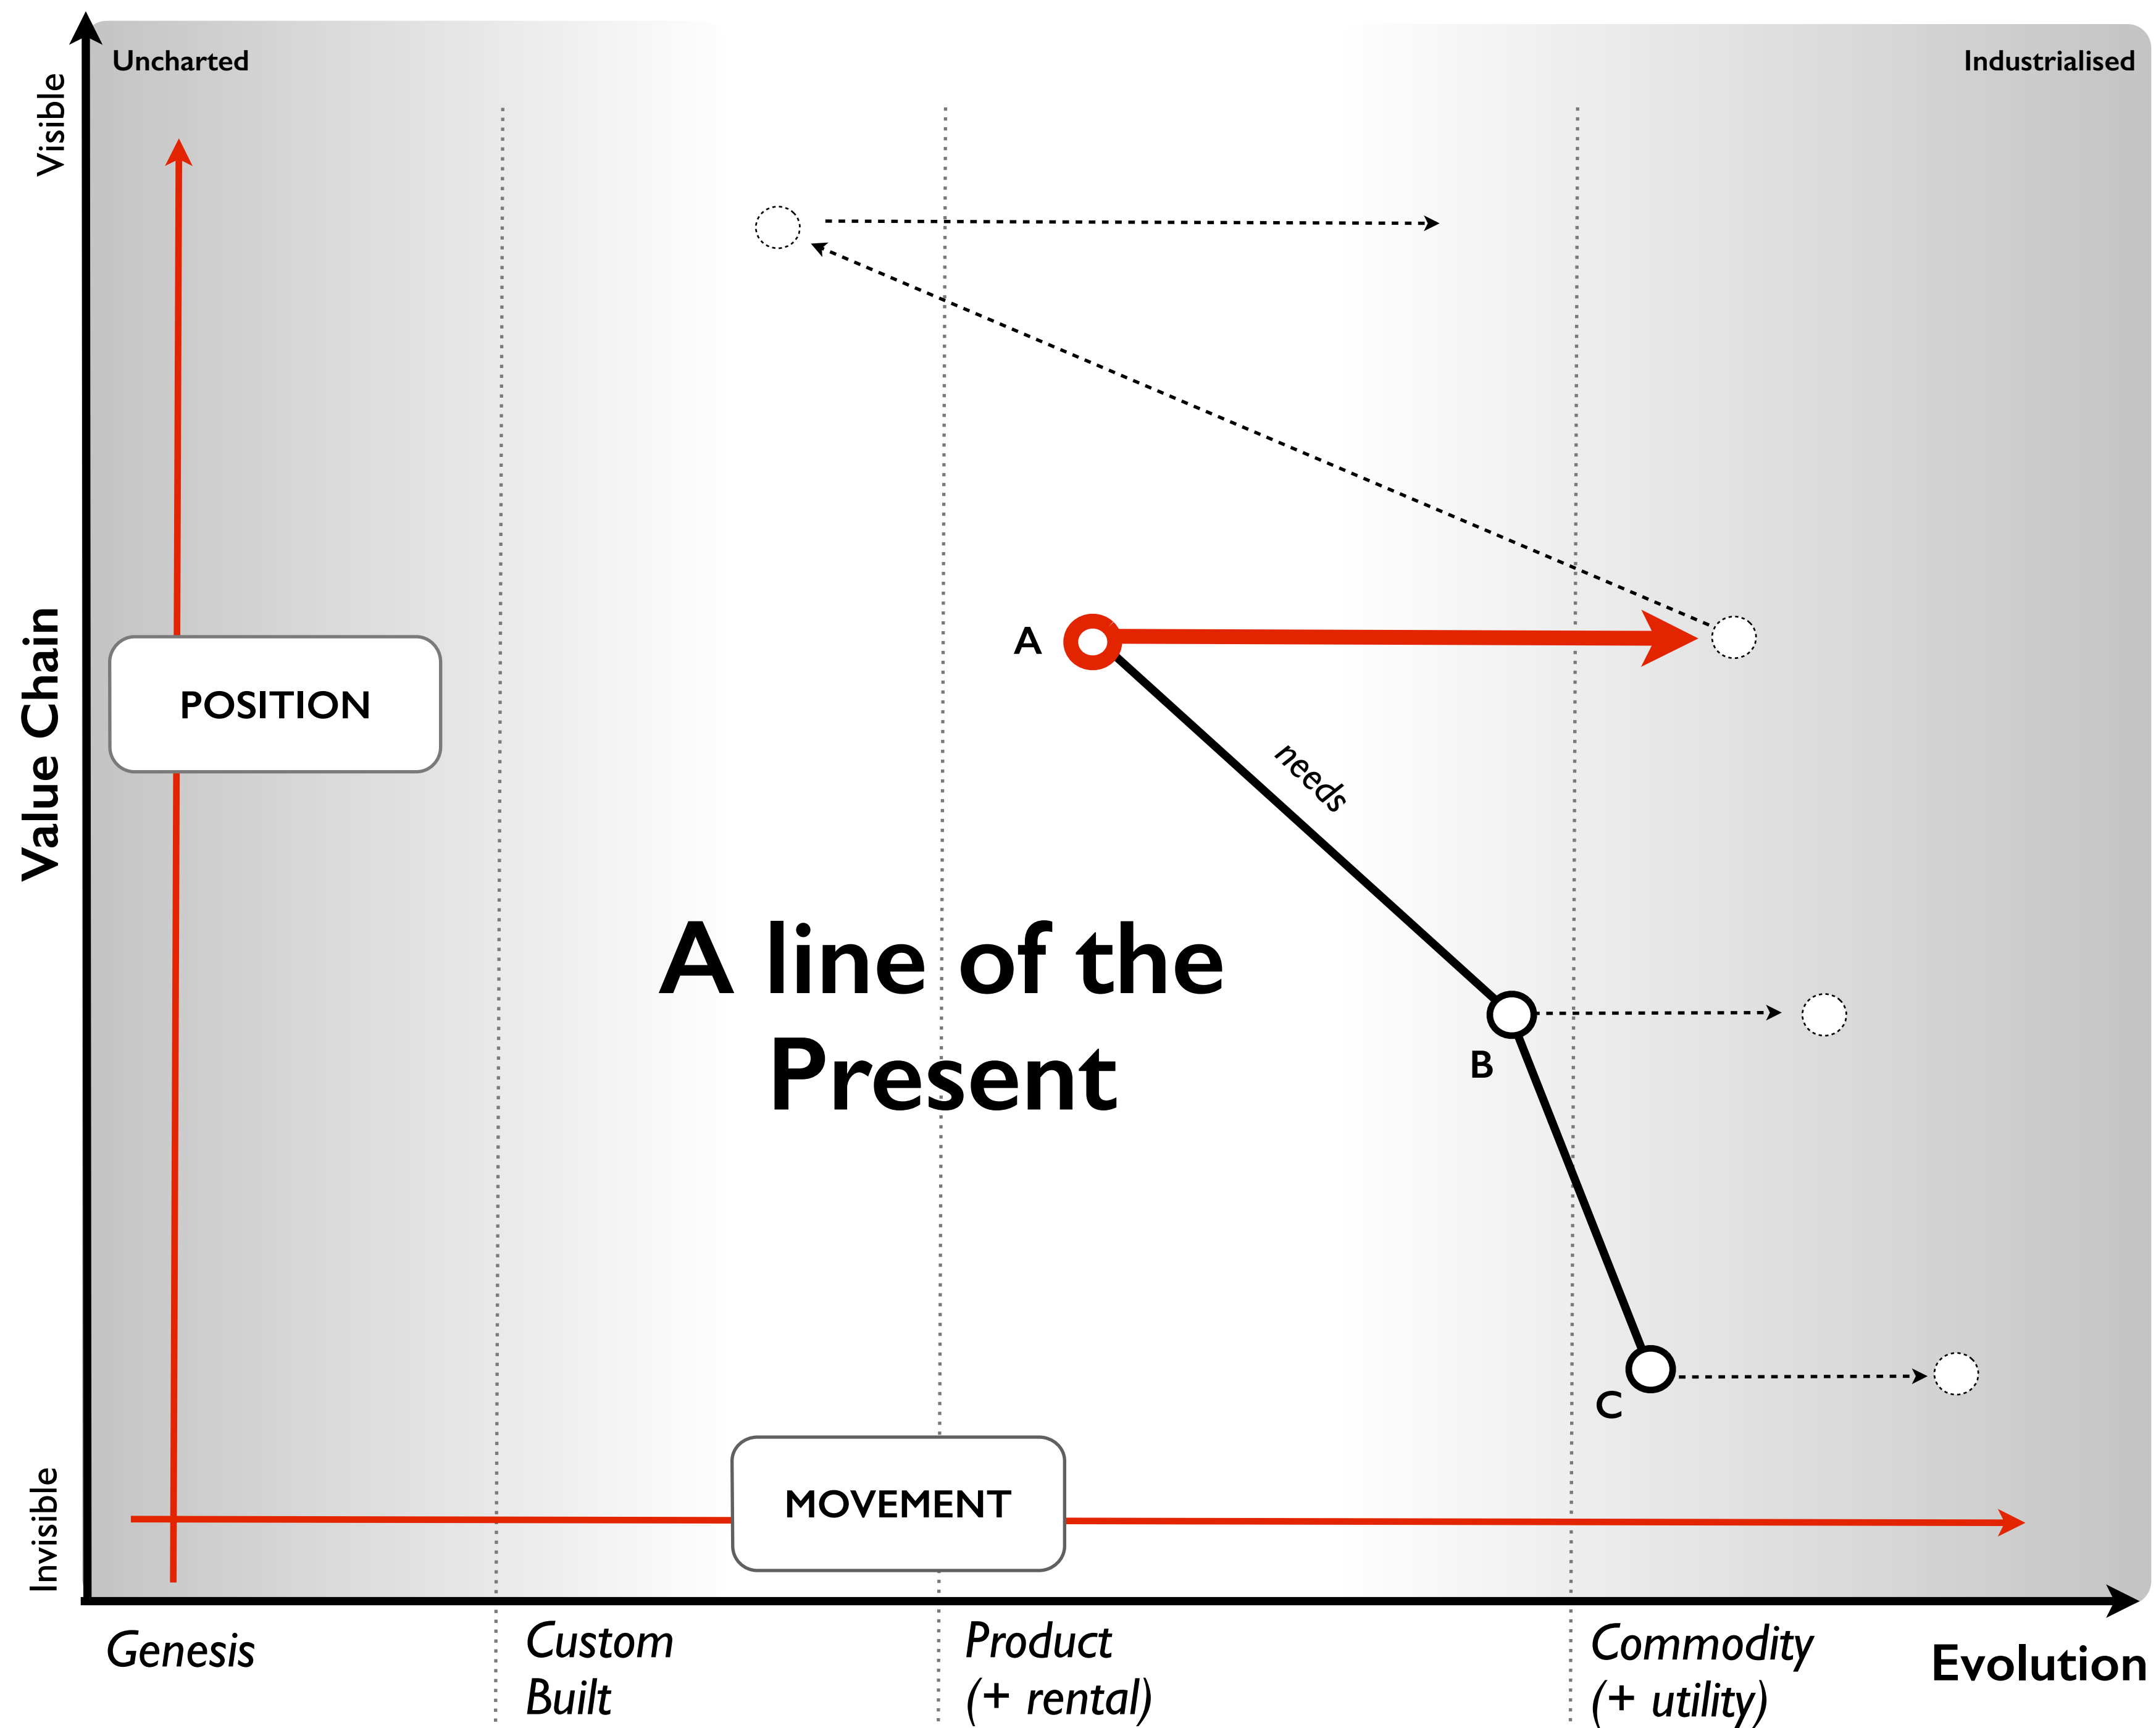 Uncharted
Industrialised
Visible
Value Chain
Invisible
A
POSITION
needs
A line of the
Present
B
C
MOVEMENT
Genesis
Custom
Built
Product
(+ rental)
Commodity
(+ utility)
Evolution